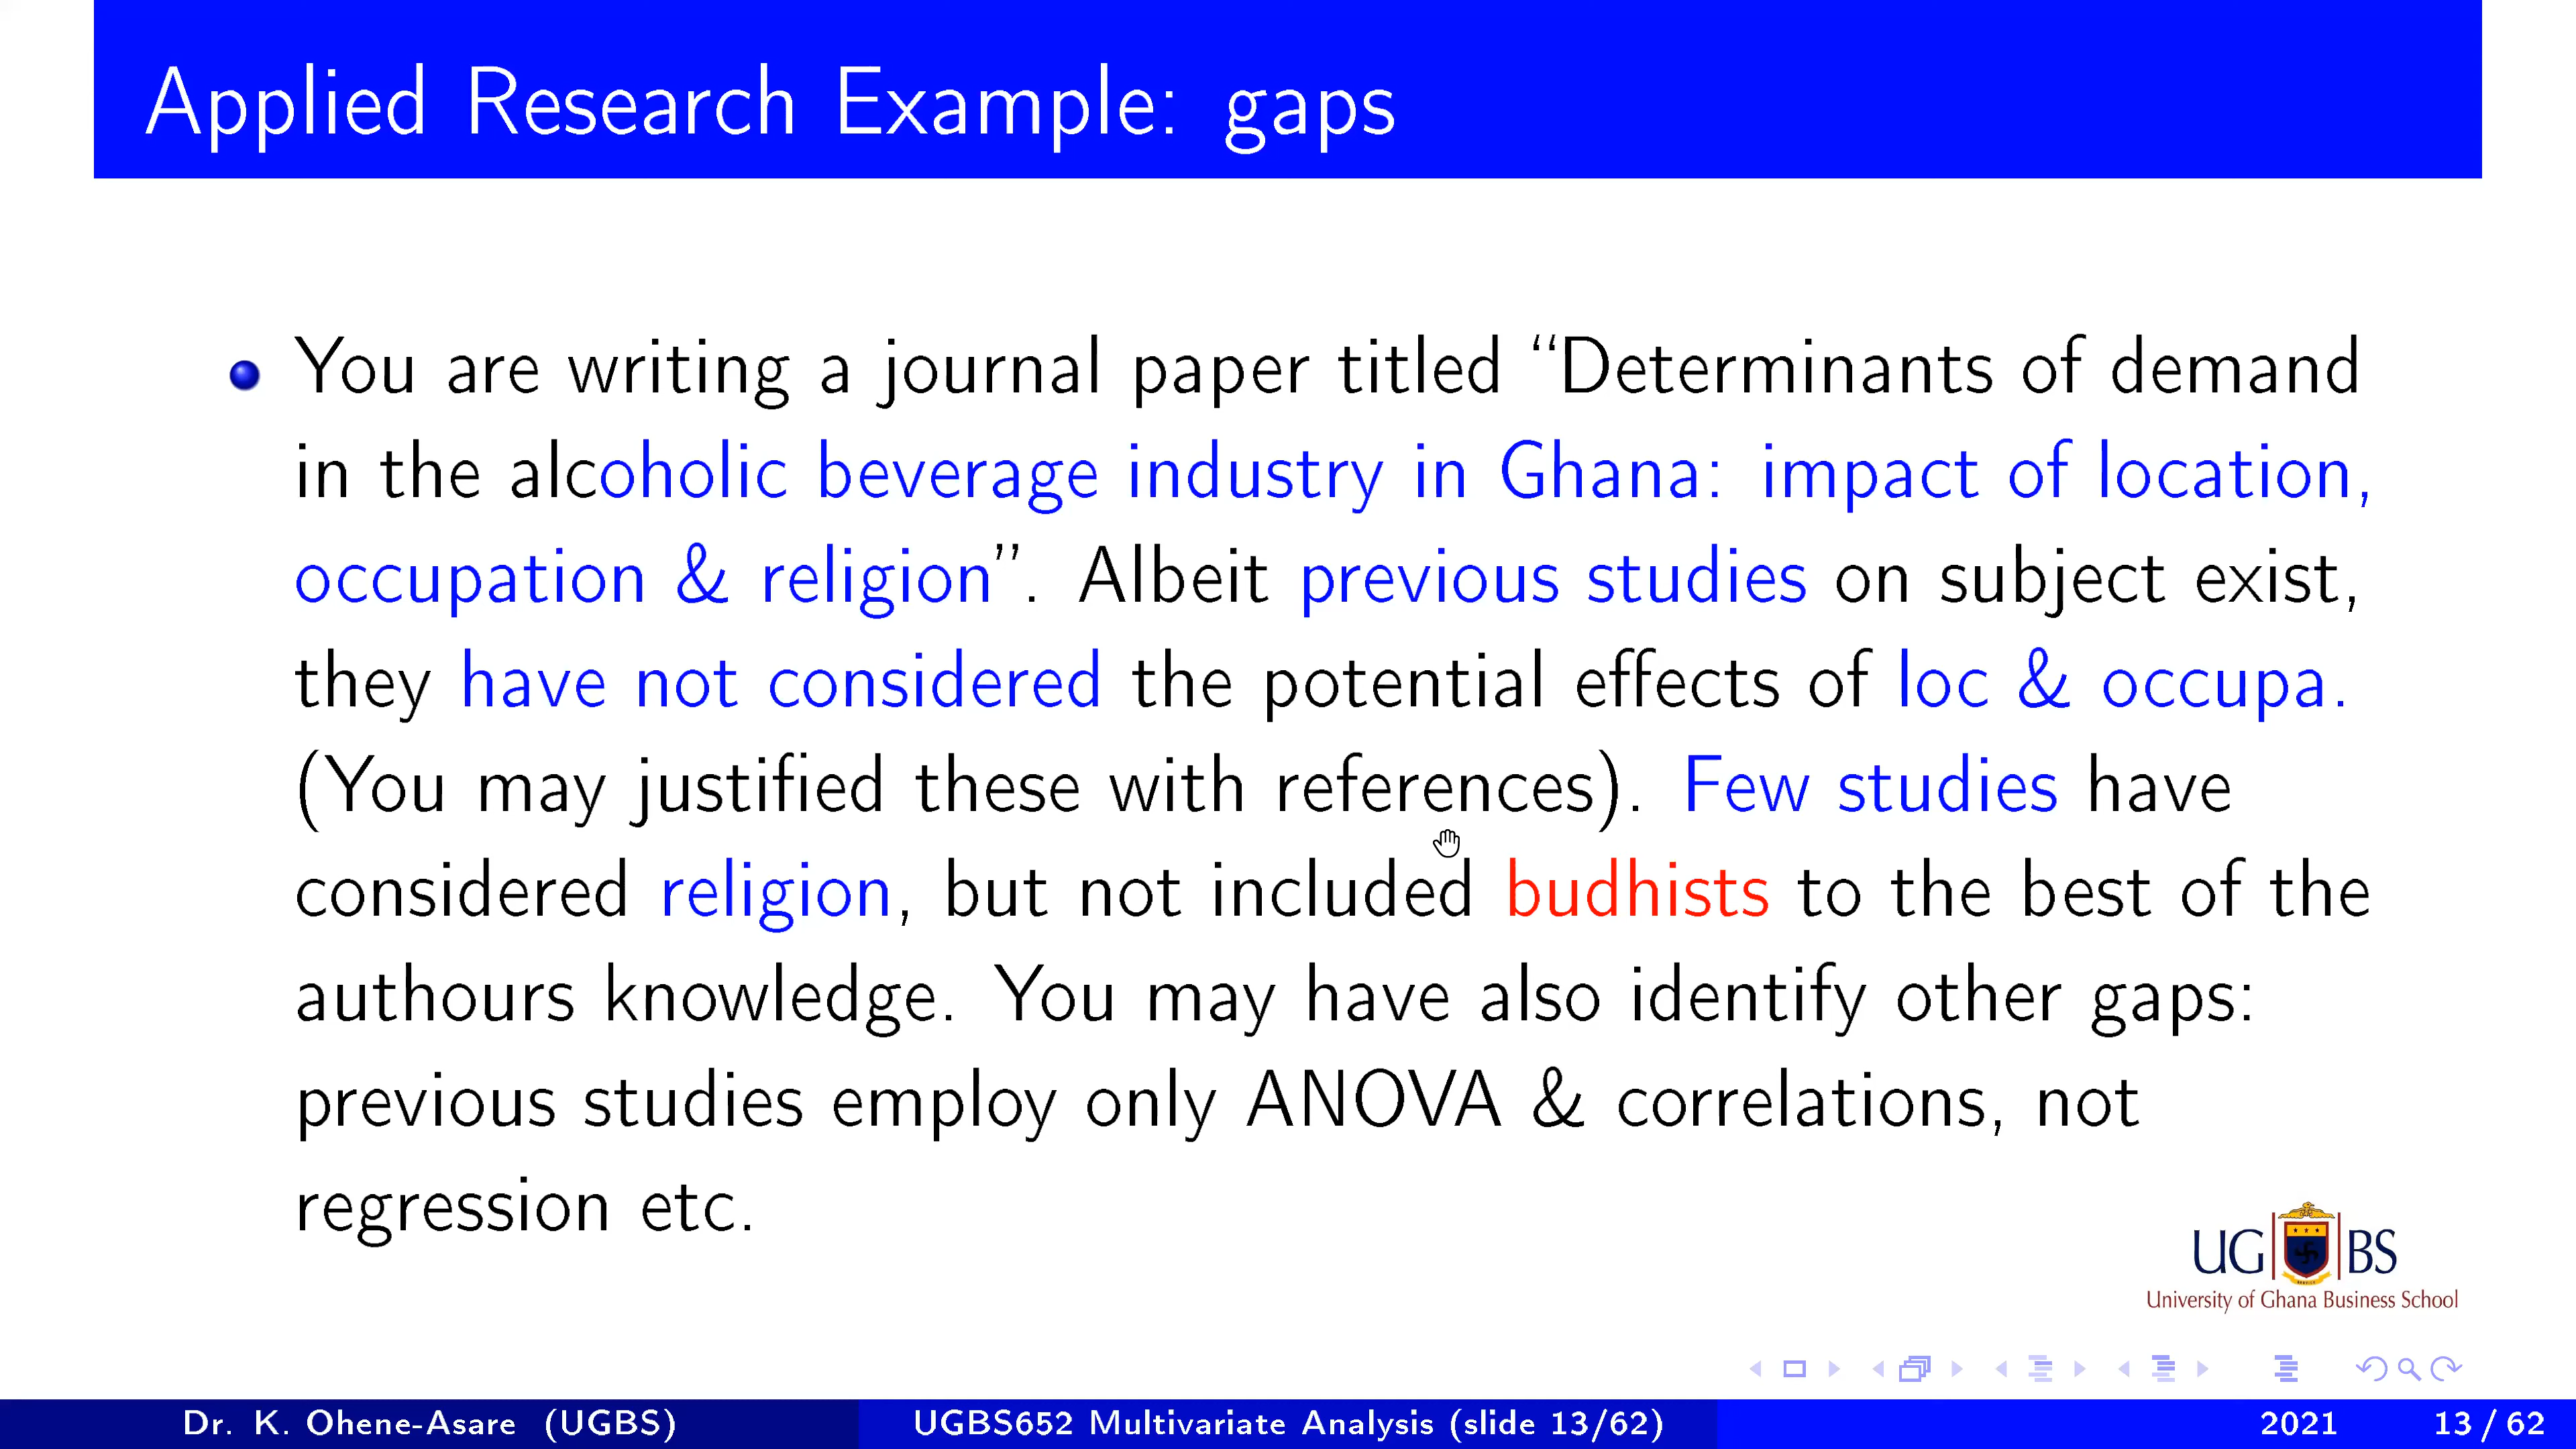 Applied Research Example: gaps
You are writing a journal paper titled “Determinants of demand
in the alcoholic beverage industry in Ghana: impact of location,
occupation & religion”. Albeit previous studies on subject exist,
they have not considered the potential effects of loc & occupa.
(You may justified these with references). Few studies have
considered religion, but not included budhists to the best of the
authours knowledge. You may have also identify other gaps:
previous studies employ only ANOVA & correlations, not
regression etc.
UG BS
University of Ghana Business School
Dr. K. Ohene-Asare (UGBS) UGBS652 Multivariate Analysis (slide 13/62) 2021 13 / 62